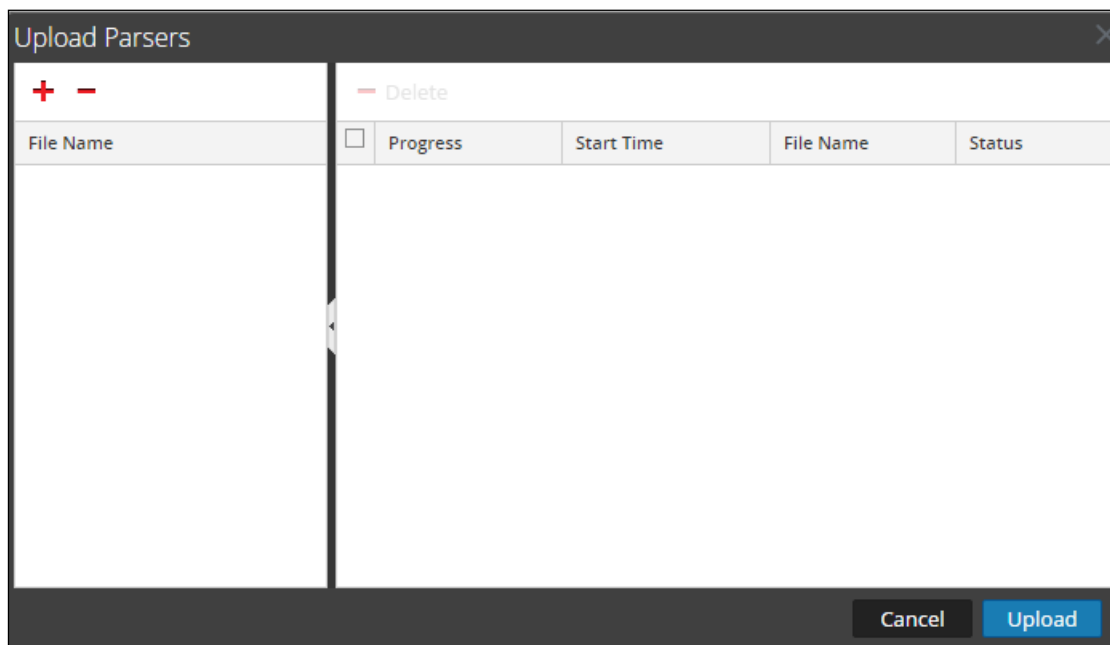 Upload Parsers
Delete
File Name
Progress Start Time File Name Status
Cancel Upload